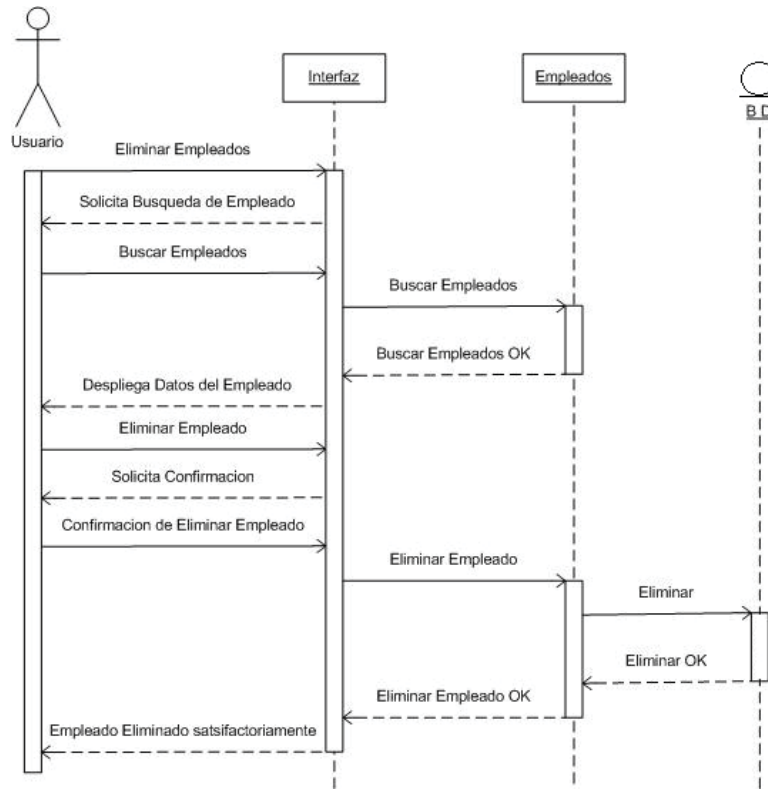 Interfaz
Empleados
B D
Usuario
Eliminar Empleados
Solicita Busqueda de Empleado
Buscar Empleados
Buscar Empleados
Buscar Empleados OK
Despliega Datos del Empleado
Eliminar Empleado
Solicita Confirmacion
Confirmacion de Eliminar Empleado
Eliminar Empleado
Eliminar
Eliminar OK
Eliminar Empleado OK
Empleado Eliminado satsifactoriamente